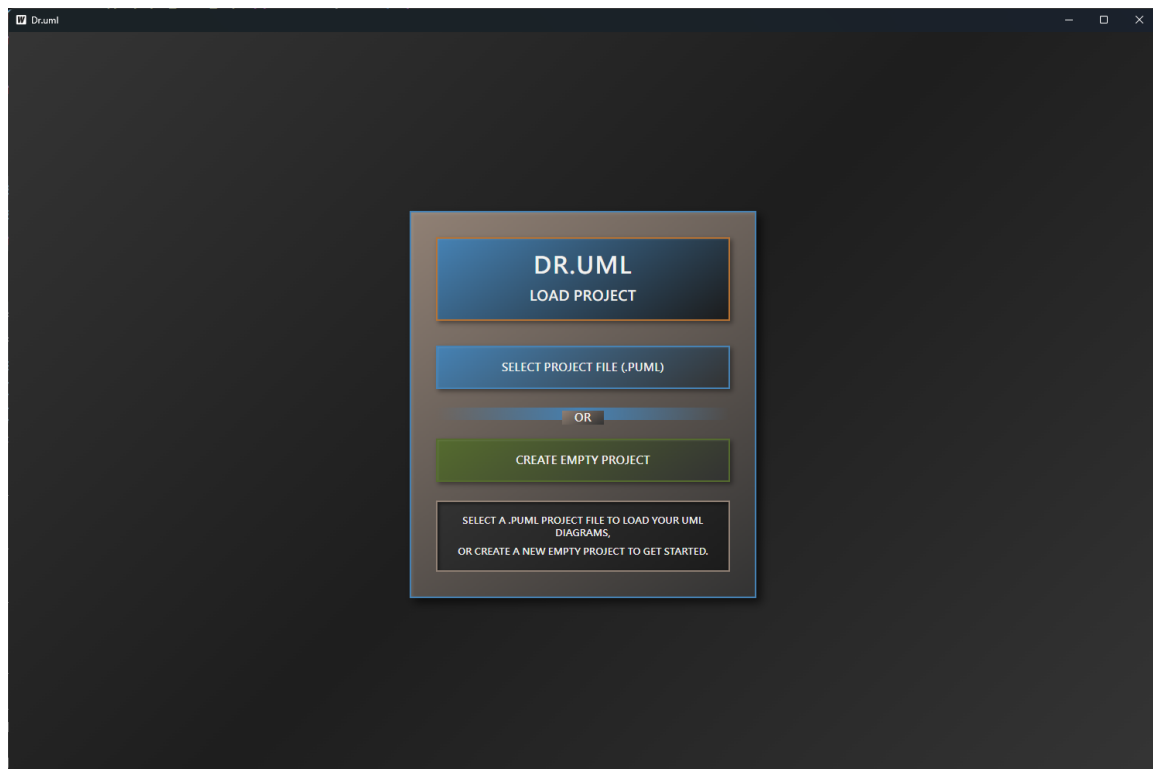 Dr.uml
DR.UML
LOAD PROJECT
SELECT PROJECT FILE (.PUML)
OR
CREATE EMPTY PROJECT
SELECT A .PUML PROJECT FILE TO LOAD YOUR UML
DIAGRAMS,
OR CREATE A NEW EMPTY PROJECT TO GET STARTED.